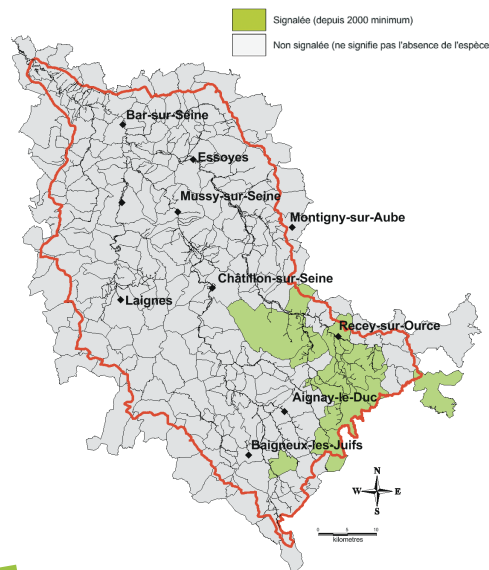 Signalée (depuis 2000 minimum)
Non signalée (ne signifie pas l'absence de l'espèce
Bar-sur-Seine
Essoyes
Mussy-sur-Seine
Montigny-sur-Aube
Châtillon-sur-Seine
Laignes
Recey-sur-Ource
Aignay-le-Duc
Baigneux-les-Juifs
N
W E
S
0 5 10
kilometres